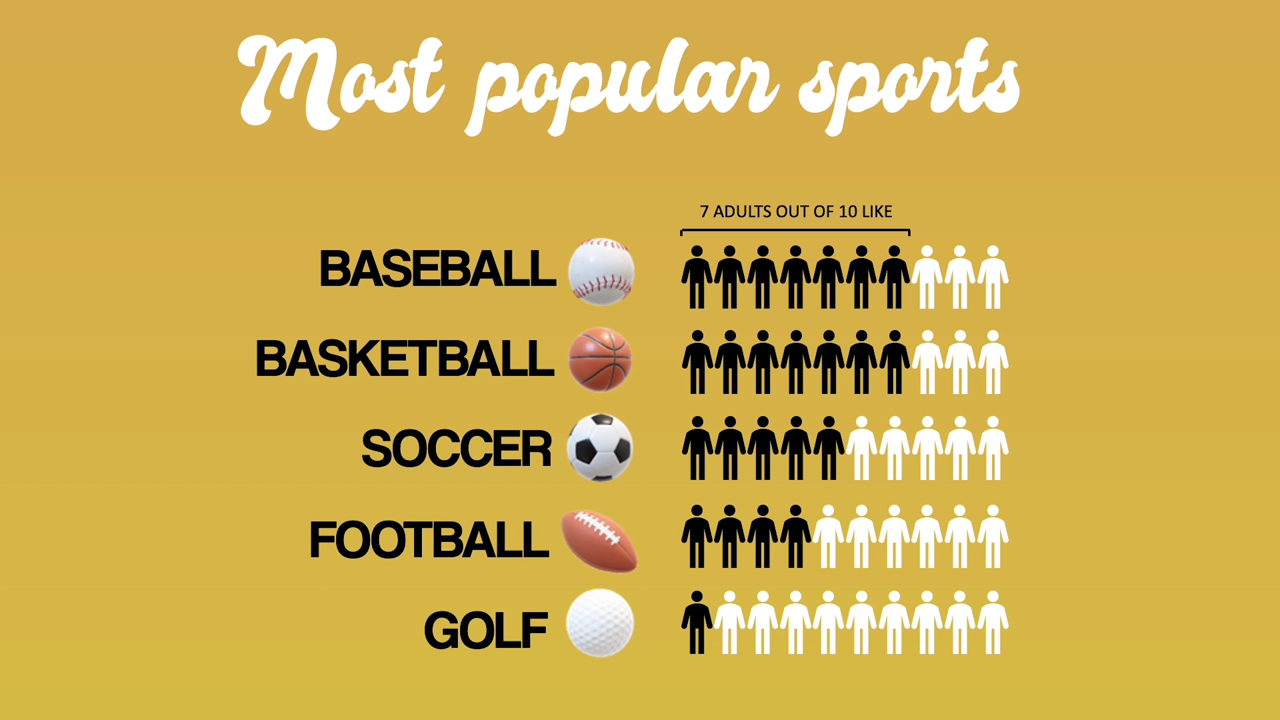 Most popular sports
7 ADULTS OUT OF 10 LIKE
BASEBALL
BASKETBALL
SOCCER
FOOTBALL
GOLF